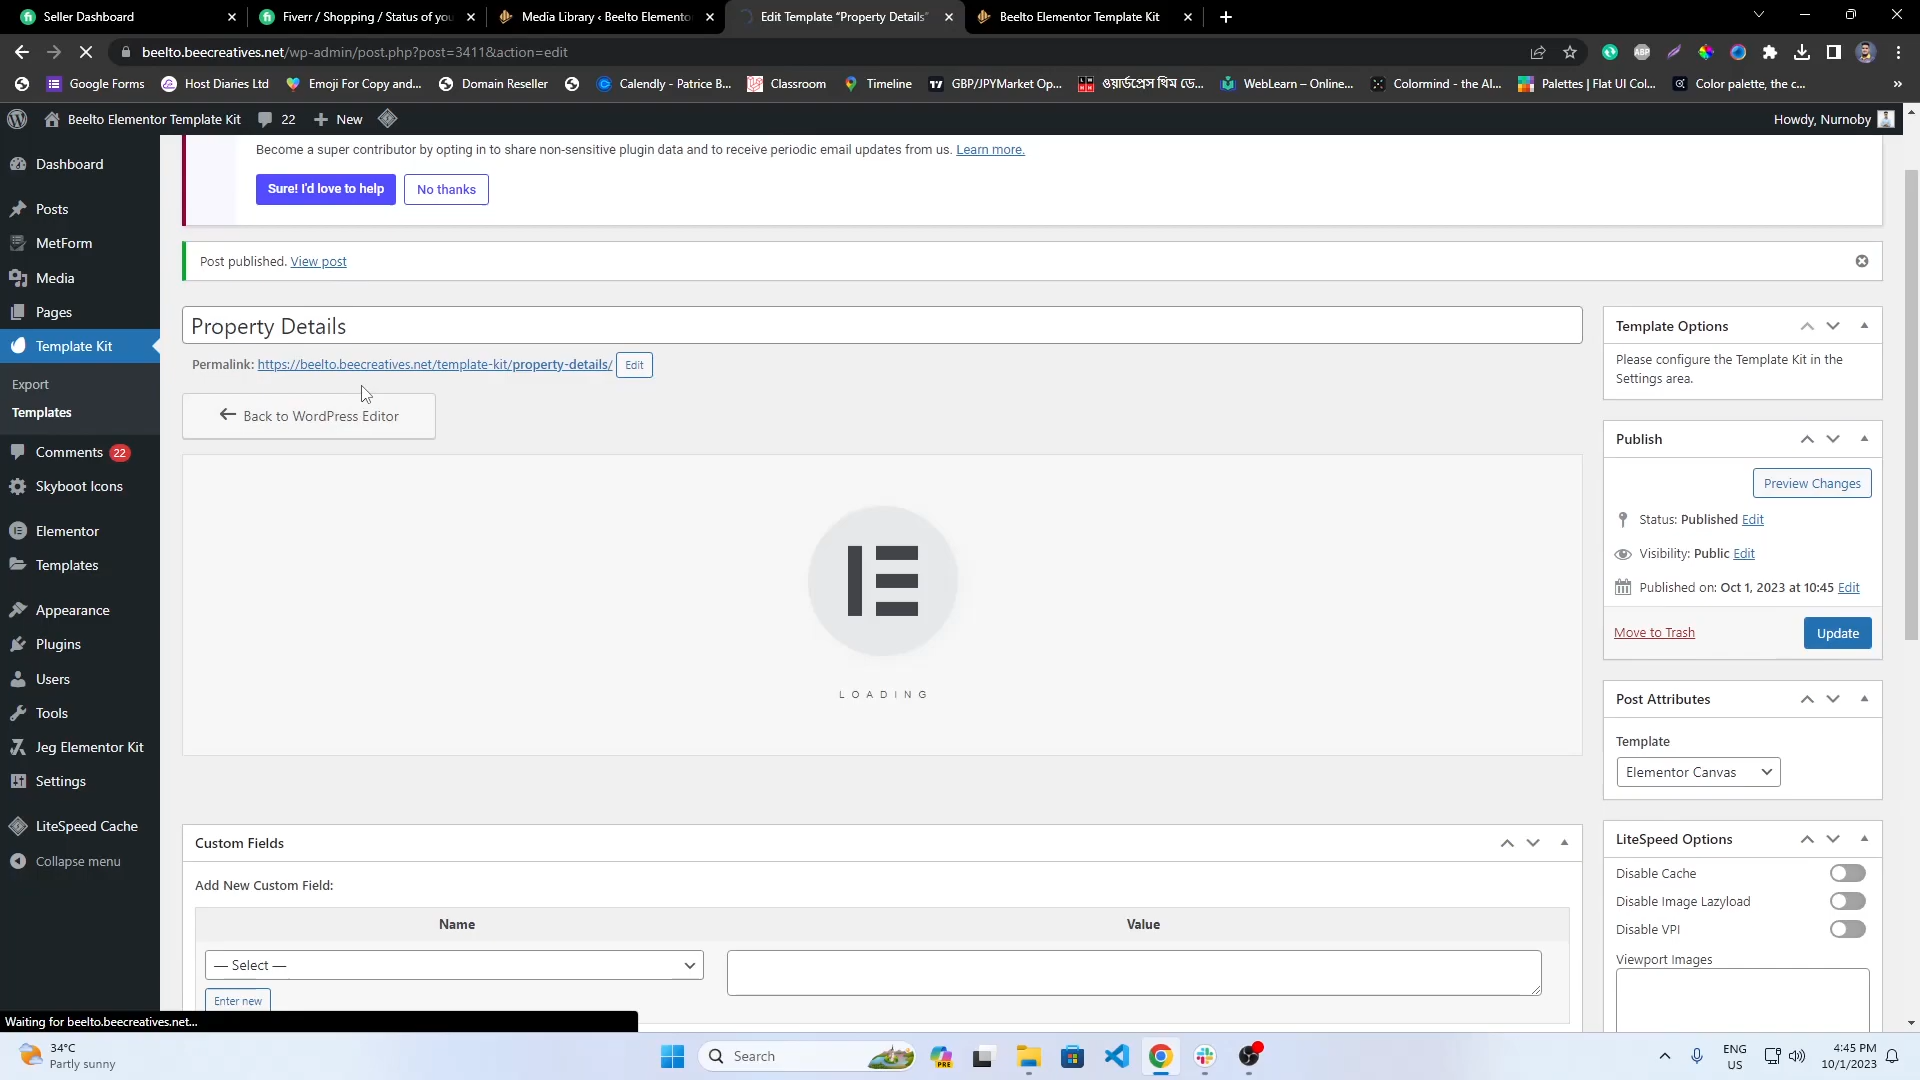 Seller Dashboard
Fiverr / Shopping / Status of you
Media Library ‹ Beelto Elemento
Edit Template "Property Details"
Beelto Elementor Template Kit
beelto.beecreatives.net/wp-admin/post.php?post=3411&action=edit
Google Forms
Host Diaries Ltd
Emoji For Copy and...
Domain Reseller
Calendly - Patrice B...
Classroom
Timeline
GBP/JPYMarket Op...
ওয়ার্ডপ্রেস থিম ডে...
WebLearn – Online...
Colormind - the AI...
Palettes | Flat UI Col...
Color palette, the c...
»
Beelto Elementor Template Kit
22
New
Howdy, Nurnoby
Dashboard
Posts
MetForm
Media
Pages
Template Kit
Export
Templates
Comments 22
Skyboot Icons
Elementor
Templates
Appearance
Plugins
Users
Tools
Jeg Elementor Kit
Settings
LiteSpeed Cache
Collapse menu
Become a super contributor by opting in to share non-sensitive plugin data and to receive periodic email updates from us. Learn more.
Sure! I'd love to help
No thanks
Post published. View post
Property Details
Permalink: https://beelto.beecreatives.net/template-kit/property-details/ Edit
Back to WordPress Editor
LOADING
Custom Fields
Add New Custom Field:
Name
Value
— Select —
Enter new
Template Options
Please configure the Template Kit in the
Settings area.
Publish
Preview Changes
Status: Published Edit
Visibility: Public Edit
Published on: Oct 1, 2023 at 10:45 Edit
Move to Trash
Update
Post Attributes
Template
Elementor Canvas
LiteSpeed Options
Disable Cache
Disable Image Lazyload
Disable VPI
Viewport Images
Waiting for beelto.beecreatives.net...
34°C
Partly sunny
Search
PRE
ENG
US
4:45 PM
10/1/2023